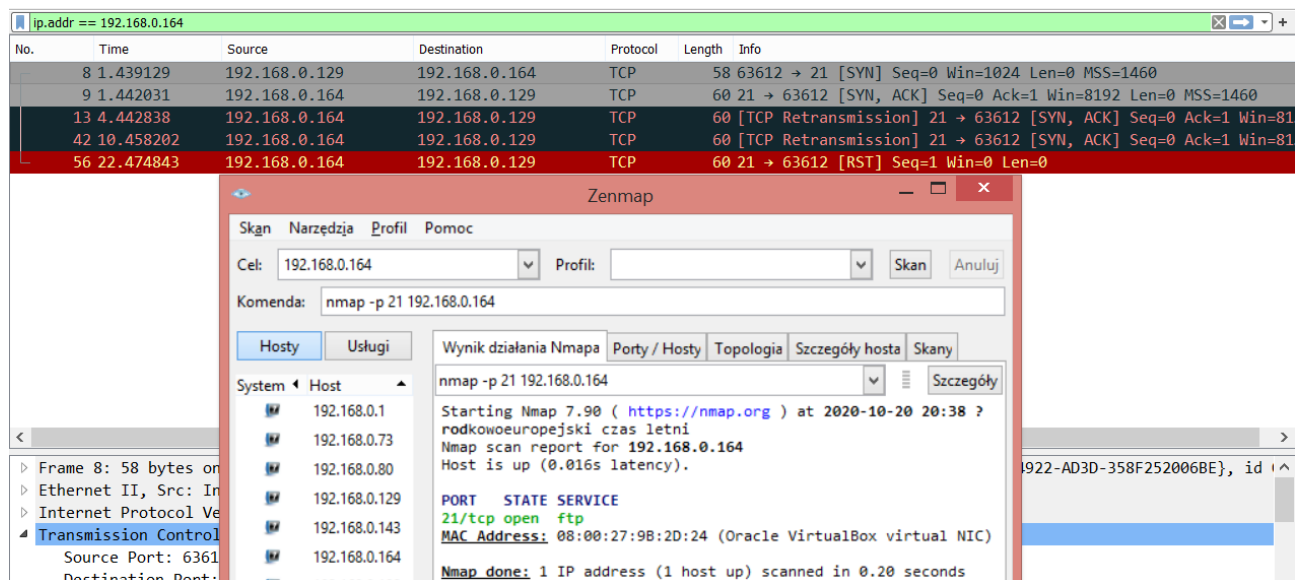 ip.addr == 192.168.0.164
No. Time Source Destination Protocol Length Info
8 1.439129 192.168.0.129 192.168.0.164 TCP 58 63612 → 21 [SYN] Seq=0 Win=1024 Len=0 MSS=1460
9 1.442031 192.168.0.164 192.168.0.129 TCP 60 21 → 63612 [SYN, ACK] Seq=0 Ack=1 Win=8192 Len=0 MSS=1460
13 4.442838 192.168.0.164 192.168.0.129 TCP 60 [TCP Retransmission] 21 → 63612 [SYN, ACK] Seq=0 Ack=1 Win=81
42 10.458202 192.168.0.164 192.168.0.129 TCP 60 [TCP Retransmission] 21 → 63612 [SYN, ACK] Seq=0 Ack=1 Win=81
56 22.474843 192.168.0.164 192.168.0.129 TCP 60 21 → 63612 [RST] Seq=1 Win=0 Len=0
Zenmap
Skan Narzędzia Profil Pomoc
Cel: 192.168.0.164 Profil: Skan Anuluj
Komenda: nmap -p 21 192.168.0.164
Hosty Usługi Wynik działania Nmapa Porty / Hosty Topologia Szczegóły hosta Skany
System Host nmap -p 21 192.168.0.164 Szczegóły
192.168.0.1
192.168.0.73
192.168.0.80
192.168.0.129
192.168.0.143
192.168.0.164
Starting Nmap 7.90 ( https://nmap.org ) at 2020-10-20 20:38 ?
rodkowoeuropejski czas letni
Nmap scan report for 192.168.0.164
Host is up (0.016s latency).
PORT STATE SERVICE
21/tcp open ftp
MAC Address: 08:00:27:9B:2D:24 (Oracle VirtualBox virtual NIC)
Nmap done: 1 IP address (1 host up) scanned in 0.20 seconds
Frame 8: 58 bytes on 4922-AD3D-358F252006BE}, id
Ethernet II, Src: In
Internet Protocol Ve
Transmission Control
Source Port: 6361
Destination Port: